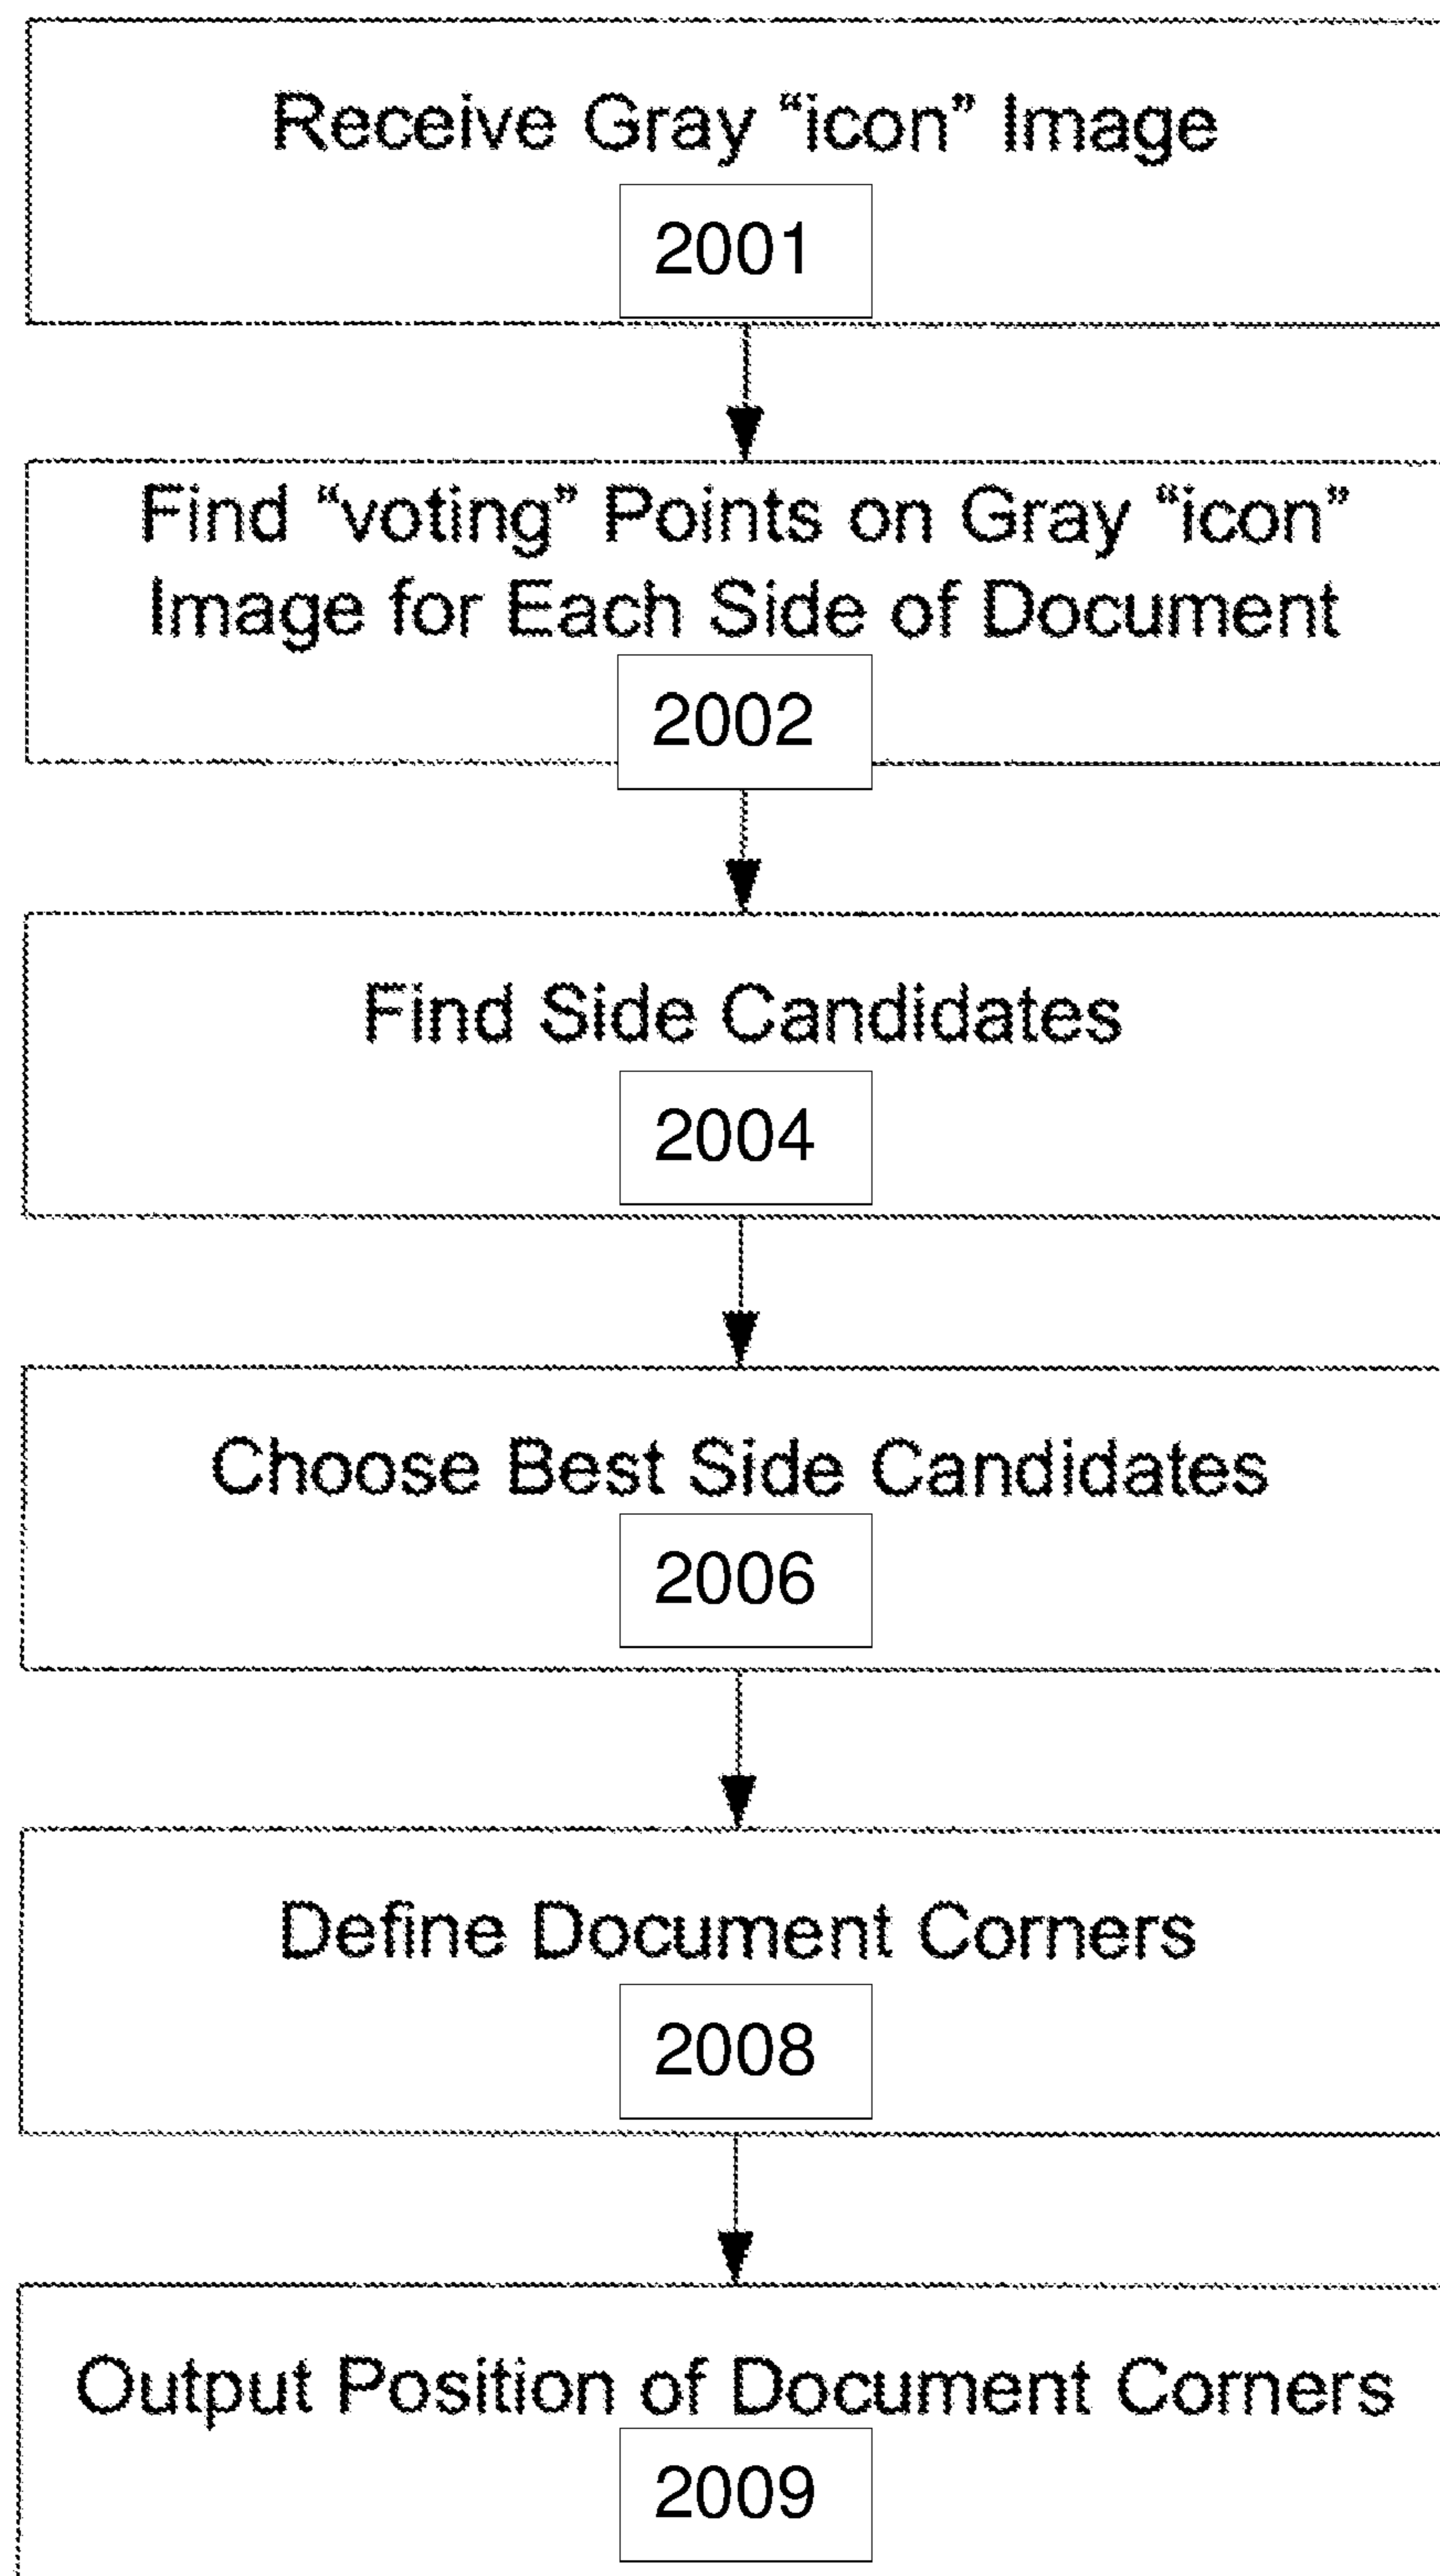 Receive Gray “icon” Image
2001
Find “voting” Points on Gray “icon”
Image for Each Side of Document
2002
Find Side Candidates
2004
Choose Best Side Candidates
2006
Define Document Corners
2008
Output Position of Document Corners
2009